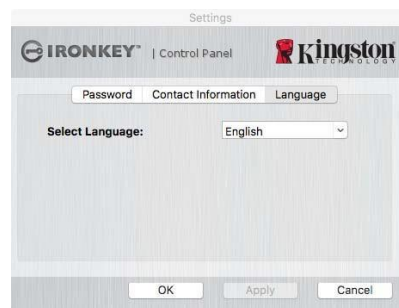 Settings
IRONKEY™ | Control Panel
Kingston
TECHNOLOGY
Password Contact Information Language
Select Language: English
OK Apply Cancel